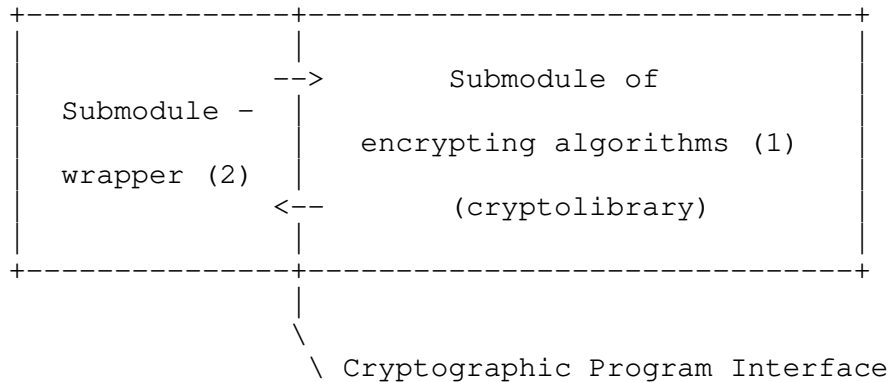 Submodule of
Submodule -
encrypting algorithms (1)
wrapper (2)
(cryptolibrary)
Cryptographic Program Interface